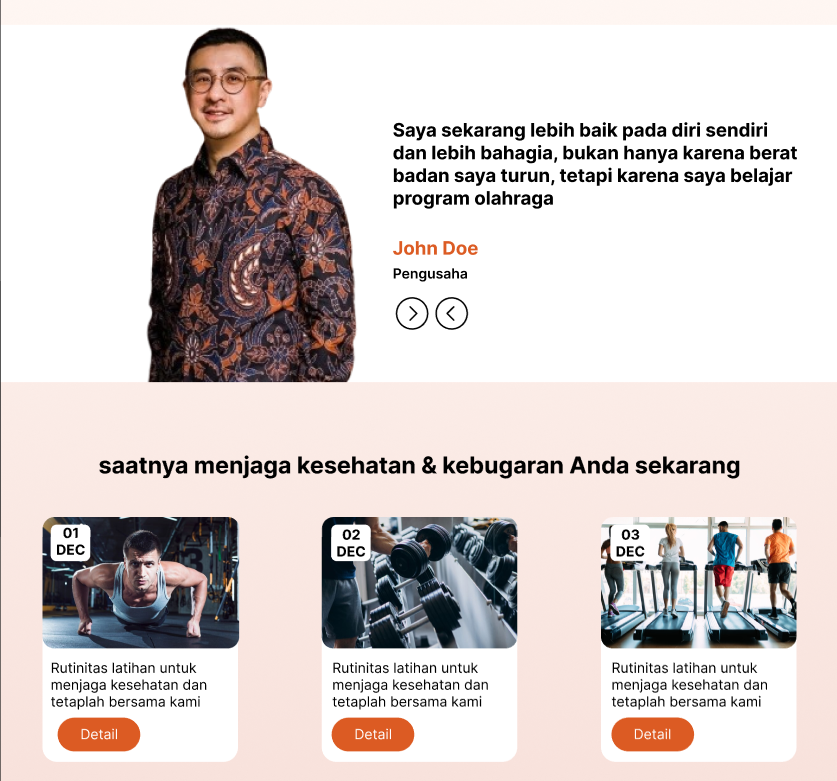 Saya sekarang lebih baik pada diri sendiri
dan lebih bahagia, bukan hanya karena berat
badan saya turun, tetapi karena saya belajar
program olahraga
John Doe
Pengusaha
saatnya menjaga kesehatan & kebugaran Anda sekarang
01
DEC
Rutinitas latihan untuk
menjaga kesehatan dan
tetaplah bersama kami
Detail
02
DEC
Rutinitas latihan untuk
menjaga kesehatan dan
tetaplah bersama kami
Detail
03
DEC
Rutinitas latihan untuk
menjaga kesehatan dan
tetaplah bersama kami
Detail